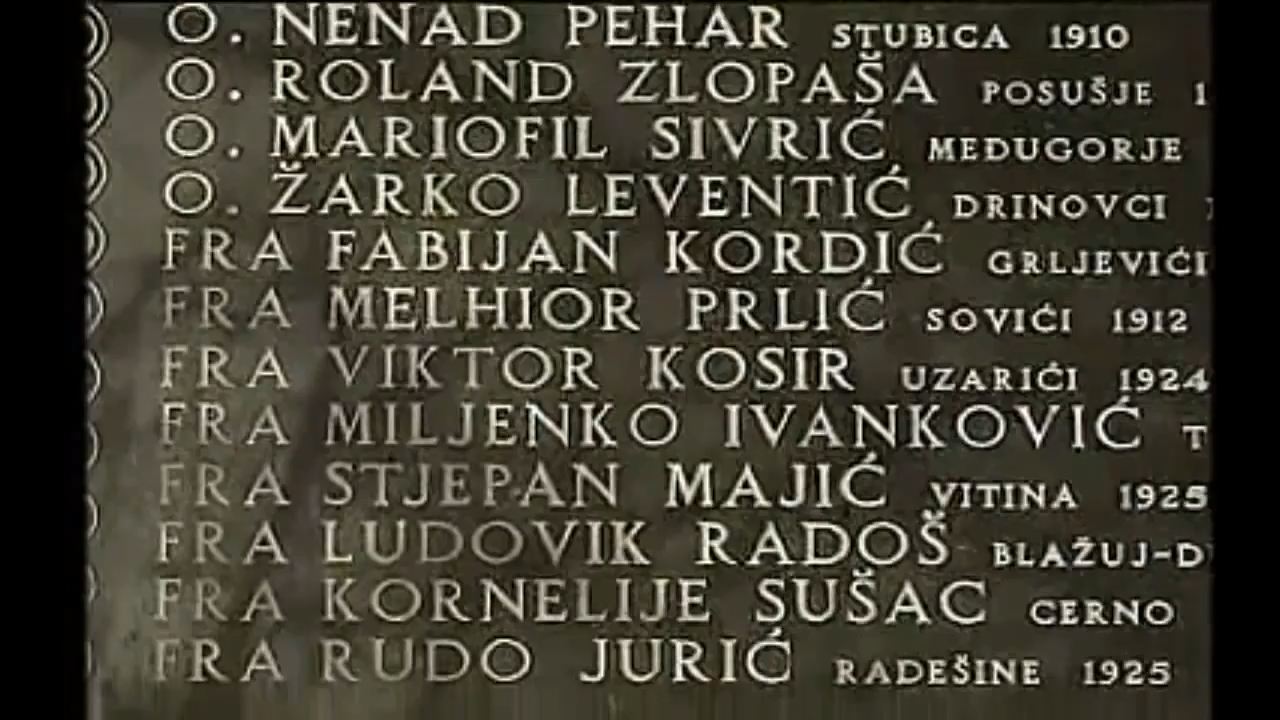 O. NENAD PEHAR STUBICA 1910
O. ROLAND ZLOPAŠA POSUŠJE 1
O. MARIOFIL SIVRIĆ MEĐUGORJE
O. ŽARKO LEVENTIĆ DRINOVCI
FRA FABIJAN KORDIĆ GRLJEVIĆI
FRA MELHIOR PRLIĆ SOVIĆI 1912
FRA VIKTOR KOSIR UZARIĆI 1924
FRA MILJENKO IVANKOVIĆ T
FRA STJEPAN MAJIĆ VITINA 1925
FRA LUDOVIK RADOŠ BLAŽUJ-D
FRA KORNELIJE SUŠAC CERNO
FRA RUDO JURIĆ RADEŠINE 1925